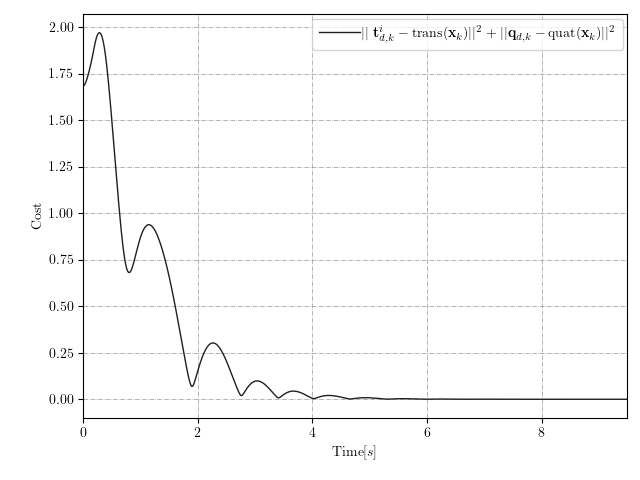 || t^i_{d,k} − trans(x_k)||² + ||q_{d,k} − quat(x_k)||²
2.00
1.75
1.50
1.25
1.00
0.75
0.50
0.25
0.00
Cost
0 2 4 6 8
Time[s]